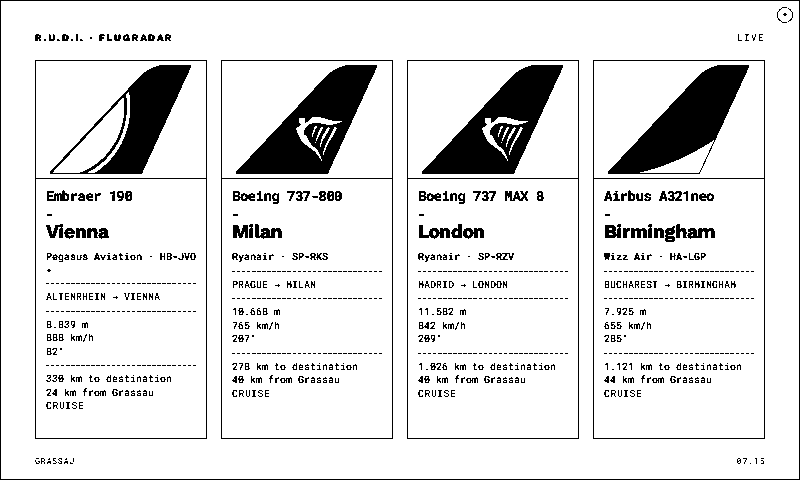 R.U.D.I. · FLUGRADAR
LIVE
Embraer 190
–
Vienna
Pegasus Aviation · HB-JVO
ALTENRHEIN → VIENNA
8.839 m
888 km/h
82°
330 km to destination
24 km from Grassau
CRUISE
Boeing 737-800
–
Milan
Ryanair · SP-RKS
PRAGUE → MILAN
10.668 m
765 km/h
207°
278 km to destination
40 km from Grassau
CRUISE
Boeing 737 MAX 8
–
London
Ryanair · SP-RZV
MADRID → LONDON
11.582 m
842 km/h
209°
1.026 km to destination
40 km from Grassau
CRUISE
Airbus A321neo
–
Birmingham
Wizz Air · HA-LGP
BUCHAREST → BIRMINGHAM
7.925 m
655 km/h
285°
1.121 km to destination
44 km from Grassau
CRUISE
GRASSAU
07.15